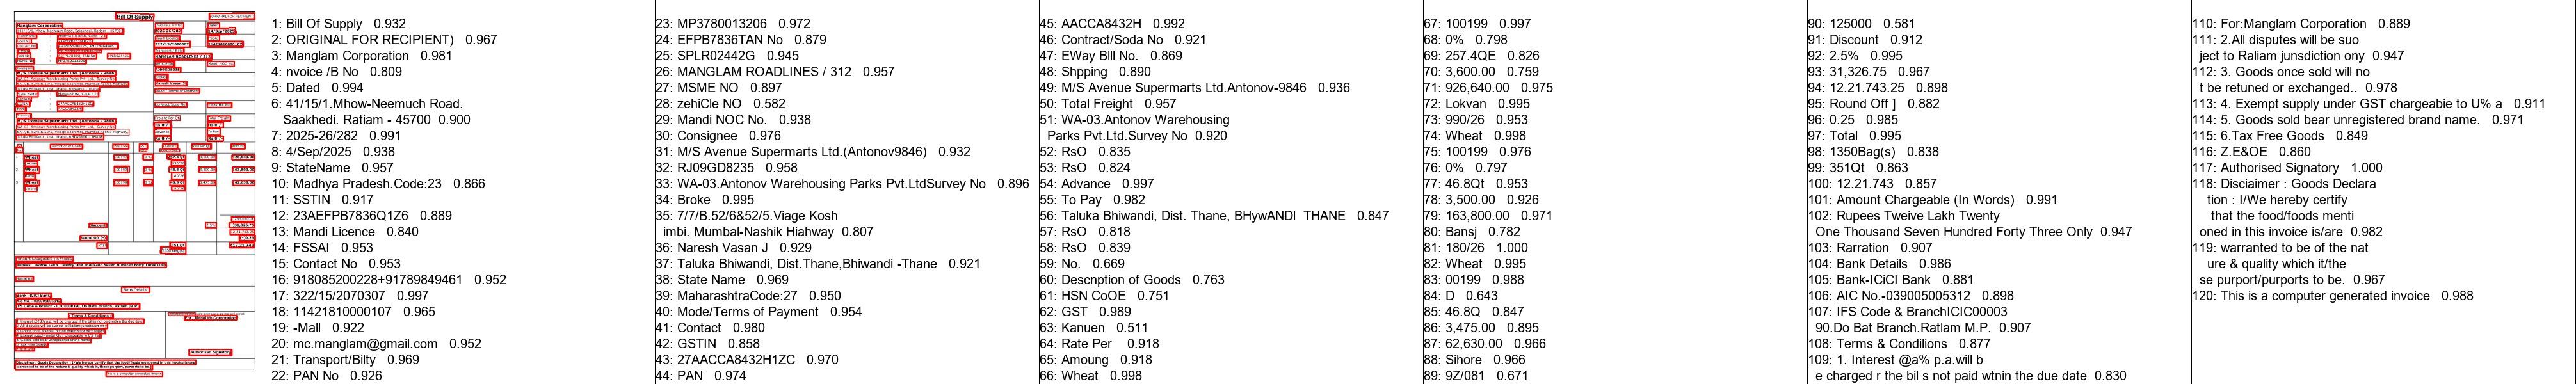 1: Bill Of Supply 0.932
2: ORIGINAL FOR RECIPIENT) 0.967
3: Manglam Corporation 0.981
4: nvoice /B No 0.809
5: Dated 0.994
6: 41/15/1.Mhow-Neemuch Road.
Saakhedi. Ratiam - 45700 0.900
7: 2025-26/282 0.991
8: 4/Sep/2025 0.938
9: StateName 0.957
10: Madhya Pradesh.Code:23 0.866
11: SSTIN 0.917
12: 23AEFPB7836Q1Z6 0.889
13: Mandi Licence 0.840
14: FSSAI 0.953
15: Contact No 0.953
16: 918085200228+91789849461 0.952
17: 322/15/2070307 0.997
18: 11421810000107 0.965
19: -Mall 0.922
20: mc.manglam@gmail.com 0.952
21: Transport/Bilty 0.969
22: PAN No 0.926
23: MP3780013206 0.972
24: EFPB7836TAN No 0.879
25: SPLR02442G 0.945
26: MANGLAM ROADLINES / 312 0.957
27: MSME NO 0.897
28: zehiCle NO 0.582
29: Mandi NOC No. 0.938
30: Consignee 0.976
31: M/S Avenue Supermarts Ltd.(Antonov9846) 0.932
32: RJ09GD8235 0.958
33: WA-03.Antonov Warehousing Parks Pvt.LtdSurvey No 0.896
34: Broke 0.995
35: 7/7/B.52/6&52/5.Viage Kosh
imbi. Mumbal-Nashik Hiahway 0.807
36: Naresh Vasan J 0.929
37: Taluka Bhiwandi, Dist.Thane,Bhiwandi -Thane 0.921
38: State Name 0.969
39: MaharashtraCode:27 0.950
40: Mode/Terms of Payment 0.954
41: Contact 0.980
42: GSTIN 0.858
43: 27AACCA8432H1ZC 0.970
44: PAN 0.974
45: AACCA8432H 0.992
46: Contract/Soda No 0.921
47: EWay Blll No. 0.869
48: Shpping 0.890
49: M/S Avenue Supermarts Ltd.Antonov-9846 0.936
50: Total Freight 0.957
51: WA-03.Antonov Warehousing
Parks Pvt.Ltd.Survey No 0.920
52: RsO 0.835
53: RsO 0.824
54: Advance 0.997
55: To Pay 0.982
56: Taluka Bhiwandi, Dist. Thane, BHywANDI THANE 0.847
57: RsO 0.818
58: RsO 0.839
59: No. 0.669
60: Descnption of Goods 0.763
61: HSN CoOE 0.751
62: GST 0.989
63: Kanuen 0.511
64: Rate Per 0.918
65: Amoung 0.918
66: Wheat 0.998
67: 100199 0.997
68: 0% 0.798
69: 257.4QE 0.826
70: 3,600.00 0.759
71: 926,640.00 0.975
72: Lokvan 0.995
73: 990/26 0.953
74: Wheat 0.998
75: 100199 0.976
76: 0% 0.797
77: 46.8Qt 0.953
78: 3,500.00 0.926
79: 163,800.00 0.971
80: Bansj 0.782
81: 180/26 1.000
82: Wheat 0.995
83: 00199 0.988
84: D 0.643
85: 46.8Q 0.847
86: 3,475.00 0.895
87: 62,630.00 0.966
88: Sihore 0.966
89: 9Z/081 0.671
90: 125000 0.581
91: Discount 0.912
92: 2.5% 0.995
93: 31,326.75 0.967
94: 12.21.743.25 0.898
95: Round Off ] 0.882
96: 0.25 0.985
97: Total 0.995
98: 1350Bag(s) 0.838
99: 351Qt 0.863
100: 12.21.743 0.857
101: Amount Chargeable (In Words) 0.991
102: Rupees Tweive Lakh Twenty
One Thousand Seven Hundred Forty Three Only 0.947
103: Rarration 0.907
104: Bank Details 0.986
105: Bank-ICiCI Bank 0.881
106: AIC No.-039005005312 0.898
107: IFS Code & BranchICIC00003
90.Do Bat Branch.Ratlam M.P. 0.907
108: Terms & Condilions 0.877
109: 1. Interest @a% p.a.will b
e charged r the bil s not paid wtnin the due date 0.830
110: For:Manglam Corporation 0.889
111: 2.All disputes will be suo
ject to Raliam junsdiction ony 0.947
112: 3. Goods once sold will no
t be retuned or exchanged.. 0.978
113: 4. Exempt supply under GST chargeabie to U% a 0.911
114: 5. Goods sold bear unregistered brand name. 0.971
115: 6.Tax Free Goods 0.849
116: Z.E&OE 0.860
117: Authorised Signatory 1.000
118: Disciaimer : Goods Declara
tion : I/We hereby certify
that the food/foods menti
oned in this invoice is/are 0.982
119: warranted to be of the nat
ure & quality which it/the
se purport/purports to be. 0.967
120: This is a computer generated invoice 0.988